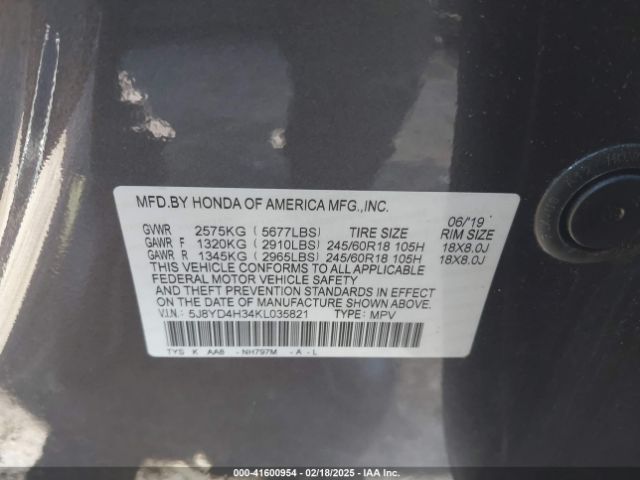 MFD.BY HONDA OF AMERICA MFG.,INC.
06/'19
GVWR 2575KG ( 5677LBS) TIRE SIZE RIM SIZE
GAWR F 1320KG ( 2910LBS) 245/60R18 105H 18X8.0J
GAWR R 1345KG ( 2965LBS) 245/60R18 105H 18X8.0J
THIS VEHICLE CONFORMS TO ALL APPLICABLE
FEDERAL MOTOR VEHICLE SAFETY
AND THEFT PREVENTION STANDARDS IN EFFECT
ON THE DATE OF MANUFACTURE SHOWN ABOVE.
V.I.N.: 5J8YD4H34KL035821 TYPE: MPV
TYS K AA8 - NH797M - A - L
000-41600954 | 02/18/2025 - IAA Inc.